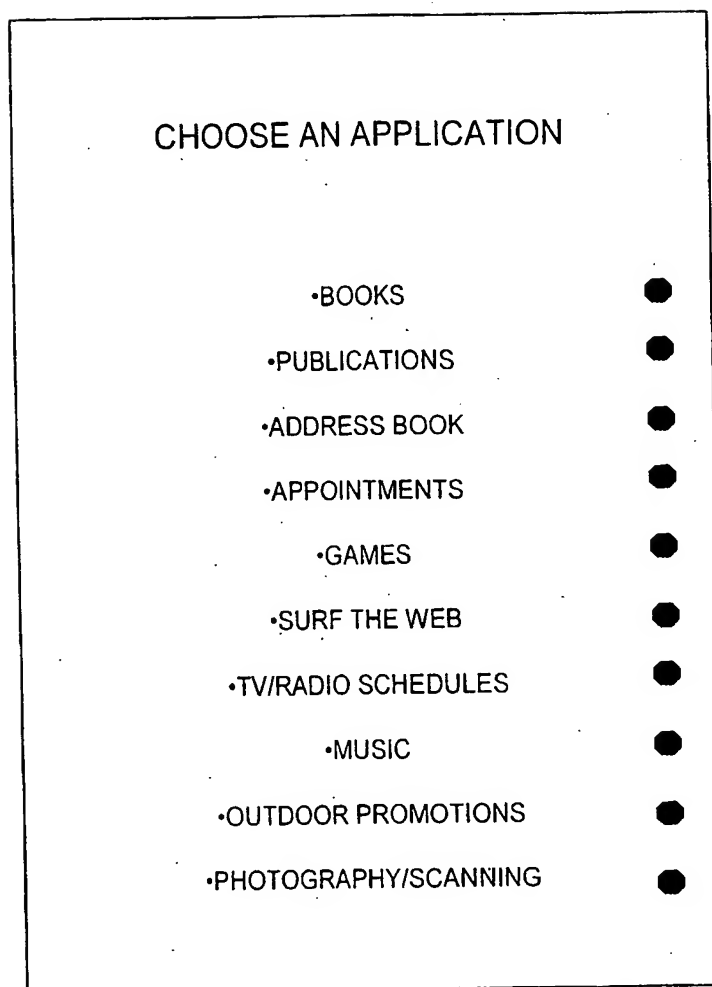 CHOOSE AN APPLICATION
•BOOKS
•PUBLICATIONS
•ADDRESS BOOK
•APPOINTMENTS
•GAMES
•SURF THE WEB
•TV/RADIO SCHEDULES
•MUSIC
•OUTDOOR PROMOTIONS
•PHOTOGRAPHY/SCANNING